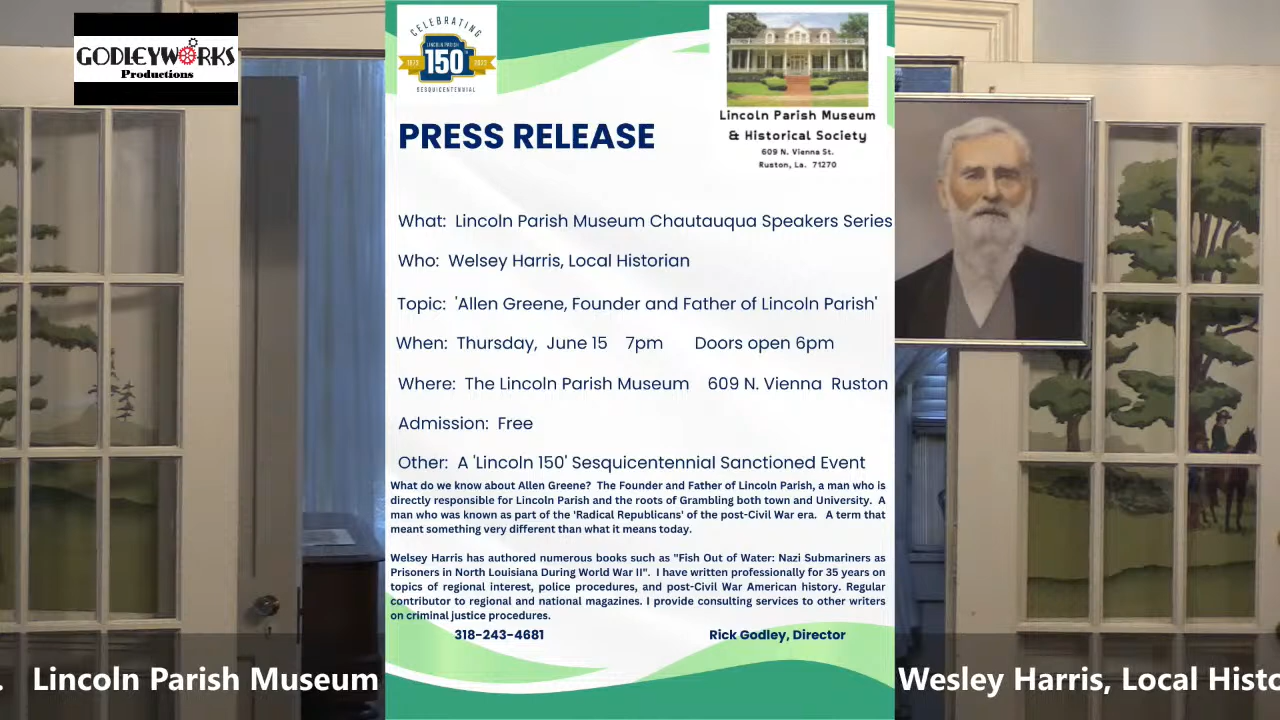 GODLEYWORKS
Productions
CELEBRATING
LINCOLN PARISH
150TH
1873 2023
SESQUICENTENNIAL
Lincoln Parish Museum
& Historical Society
609 N. Vienna St.
Ruston, La. 71270
PRESS RELEASE
What: Lincoln Parish Museum Chautauqua Speakers Series
Who: Welsey Harris, Local Historian
Topic: 'Allen Greene, Founder and Father of Lincoln Parish'
When: Thursday, June 15 7pm Doors open 6pm
Where: The Lincoln Parish Museum 609 N. Vienna Ruston
Admission: Free
Other: A 'Lincoln 150' Sesquicentennial Sanctioned Event
What do we know about Allen Greene? The Founder and Father of Lincoln Parish, a man who is
directly responsible for Lincoln Parish and the roots of Grambling both town and University. A
man who was known as part of the 'Radical Republicans' of the post-Civil War era. A term that
meant something very different than what it means today.
Welsey Harris has authored numerous books such as "Fish Out of Water: Nazi Submariners as
Prisoners in North Louisiana During World War II". I have written professionally for 35 years on
topics of regional interest, police procedures, and post-Civil War American history. Regular
contributor to regional and national magazines. I provide consulting services to other writers
on criminal justice procedures.
318-243-4681 Rick Godley, Director
. Lincoln Parish Museum
Wesley Harris, Local Histo